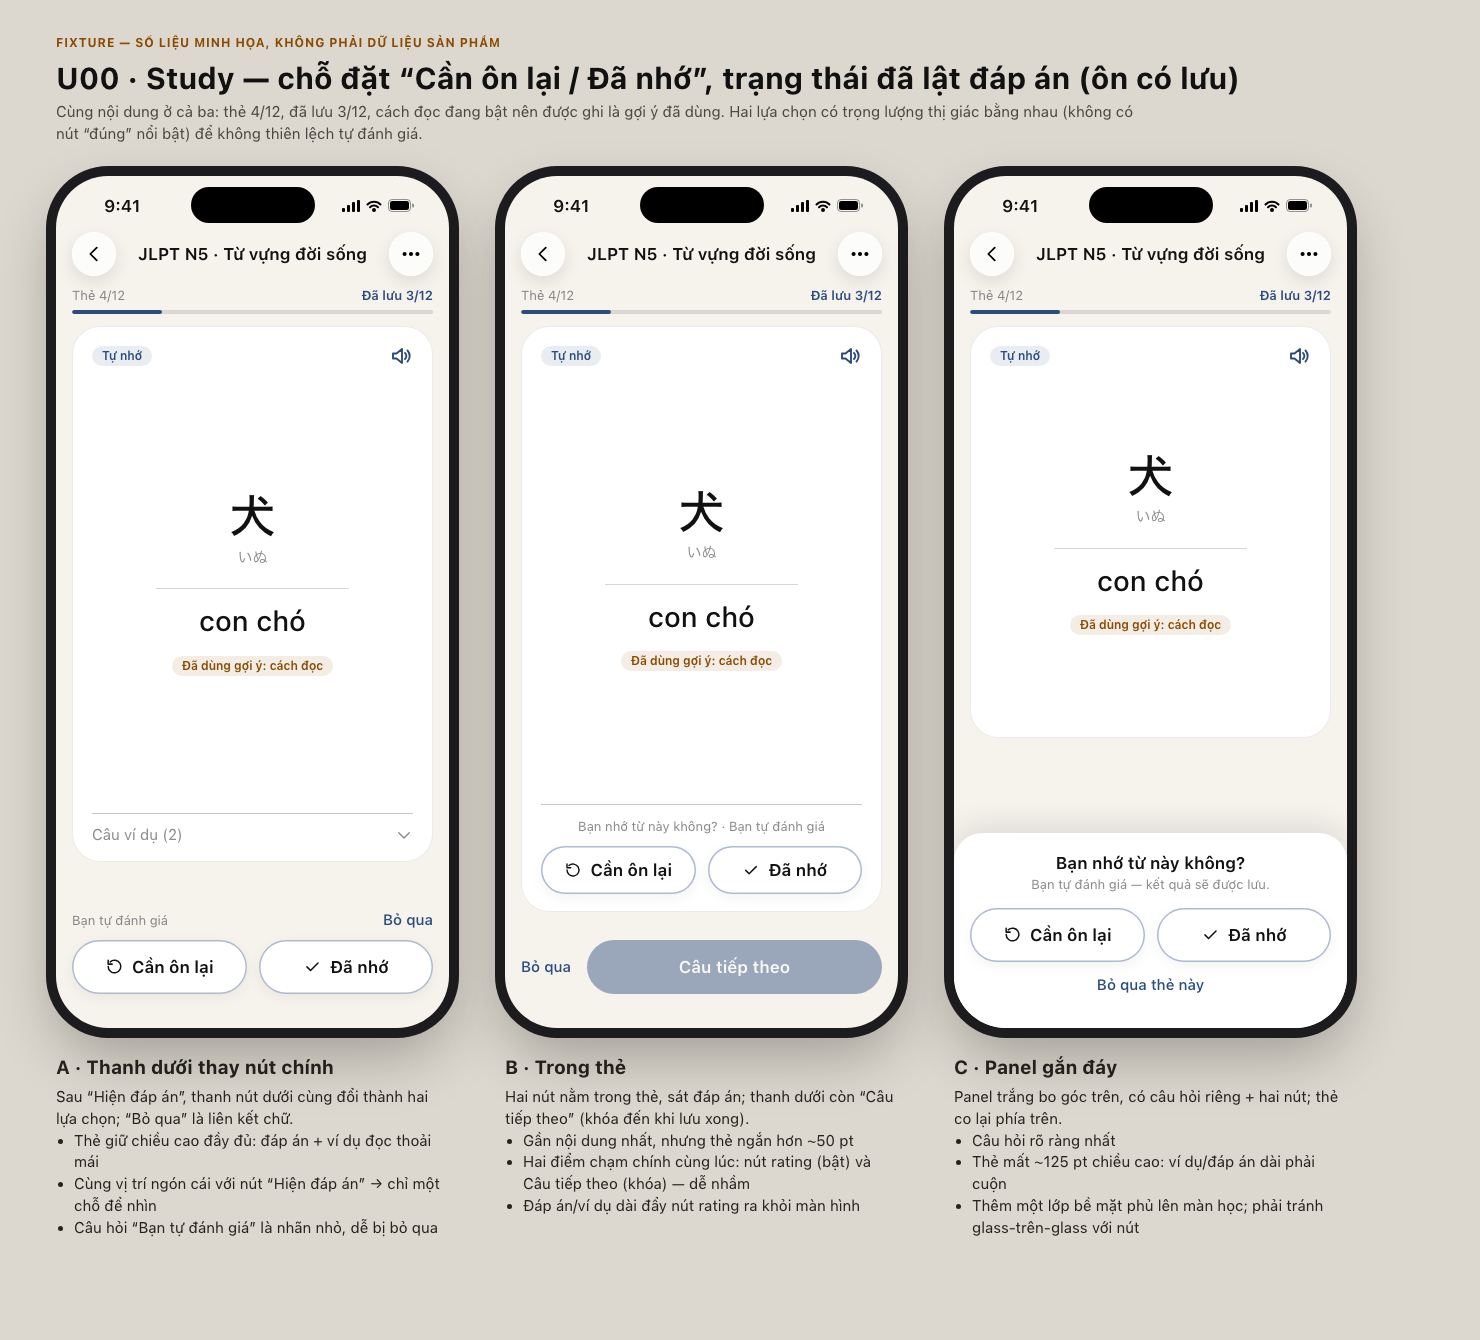 FIXTURE — SỐ LIỆU MINH HỌA, KHÔNG PHẢI DỮ LIỆU SẢN PHẨM
U00 · Study — chỗ đặt “Cần ôn lại / Đã nhớ”, trạng thái đã lật đáp án (ôn có lưu)
Cùng nội dung ở cả ba: thẻ 4/12, đã lưu 3/12, cách đọc đang bật nên được ghi là gợi ý đã dùng. Hai lựa chọn có trọng lượng thị giác bằng nhau (không có
nút “đúng” nổi bật) để không thiên lệch tự đánh giá.
9:41
JLPT N5 · Từ vựng đời sống
Thẻ 4/12
Đã lưu 3/12
Tự nhớ
犬
いぬ
con chó
Đã dùng gợi ý: cách đọc
Câu ví dụ (2)
Bạn tự đánh giá
Bỏ qua
Cần ôn lại
Đã nhớ
A · Thanh dưới thay nút chính
Sau “Hiện đáp án”, thanh nút dưới cùng đổi thành hai
lựa chọn; “Bỏ qua” là liên kết chữ.
• Thẻ giữ chiều cao đầy đủ: đáp án + ví dụ đọc thoải
mái
• Cùng vị trí ngón cái với nút “Hiện đáp án” → chỉ một
chỗ để nhìn
• Câu hỏi “Bạn tự đánh giá” là nhãn nhỏ, dễ bị bỏ qua
9:41
JLPT N5 · Từ vựng đời sống
Thẻ 4/12
Đã lưu 3/12
Tự nhớ
犬
いぬ
con chó
Đã dùng gợi ý: cách đọc
Bạn nhớ từ này không? · Bạn tự đánh giá
Cần ôn lại
Đã nhớ
Bỏ qua
Câu tiếp theo
B · Trong thẻ
Hai nút nằm trong thẻ, sát đáp án; thanh dưới còn “Câu
tiếp theo” (khóa đến khi lưu xong).
• Gần nội dung nhất, nhưng thẻ ngắn hơn ~50 pt
• Hai điểm chạm chính cùng lúc: nút rating (bật) và
Câu tiếp theo (khóa) — dễ nhầm
• Đáp án/ví dụ dài đẩy nút rating ra khỏi màn hình
9:41
JLPT N5 · Từ vựng đời sống
Thẻ 4/12
Đã lưu 3/12
Tự nhớ
犬
いぬ
con chó
Đã dùng gợi ý: cách đọc
Bạn nhớ từ này không?
Bạn tự đánh giá — kết quả sẽ được lưu.
Cần ôn lại
Đã nhớ
Bỏ qua thẻ này
C · Panel gắn đáy
Panel trắng bo góc trên, có câu hỏi riêng + hai nút; thẻ
co lại phía trên.
• Câu hỏi rõ ràng nhất
• Thẻ mất ~125 pt chiều cao: ví dụ/đáp án dài phải
cuộn
• Thêm một lớp bề mặt phủ lên màn học; phải tránh
glass-trên-glass với nút